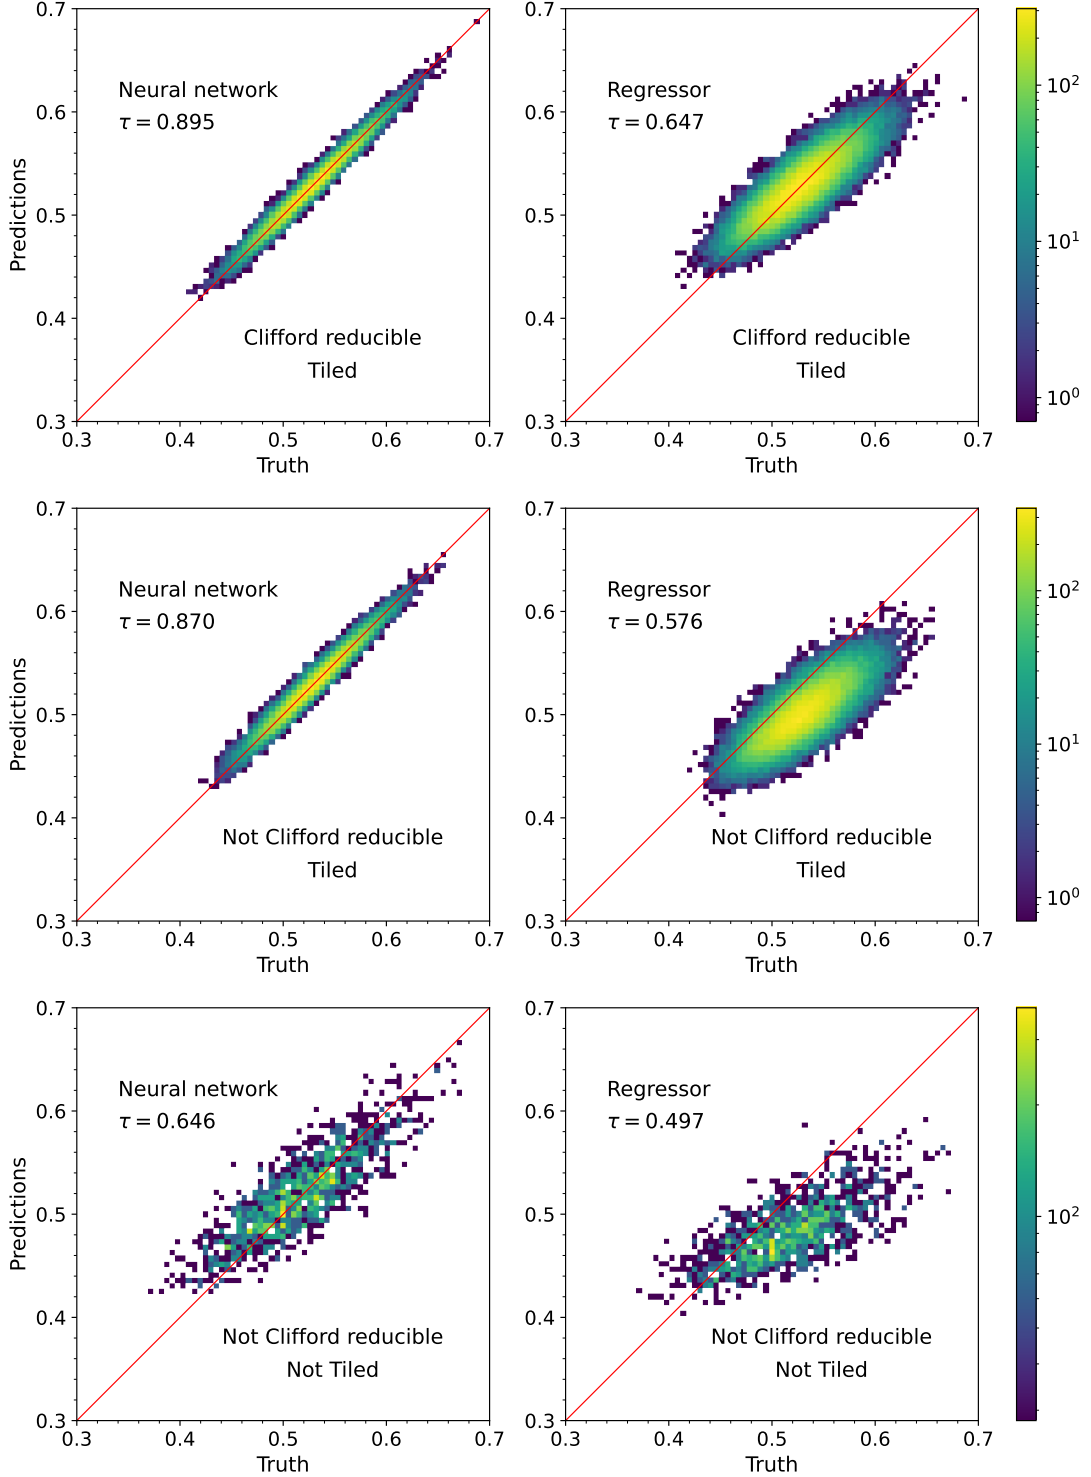 0.7
0.6
0.5
0.4
0.3
Predictions
Neural network
τ = 0.895
Clifford reducible
Tiled
0.3 0.4 0.5 0.6 0.7
Truth
0.7
0.6
0.5
0.4
0.3
Regressor
τ = 0.647
Clifford reducible
Tiled
0.3 0.4 0.5 0.6 0.7
Truth
10²
10¹
10⁰
0.7
0.6
0.5
0.4
0.3
Predictions
Neural network
τ = 0.870
Not Clifford reducible
Tiled
0.3 0.4 0.5 0.6 0.7
Truth
0.7
0.6
0.5
0.4
0.3
Regressor
τ = 0.576
Not Clifford reducible
Tiled
0.3 0.4 0.5 0.6 0.7
Truth
10²
10¹
10⁰
0.7
0.6
0.5
0.4
0.3
Predictions
Neural network
τ = 0.646
Not Clifford reducible
Not Tiled
0.3 0.4 0.5 0.6 0.7
Truth
0.7
0.6
0.5
0.4
0.3
Regressor
τ = 0.497
Not Clifford reducible
Not Tiled
0.3 0.4 0.5 0.6 0.7
Truth
10²